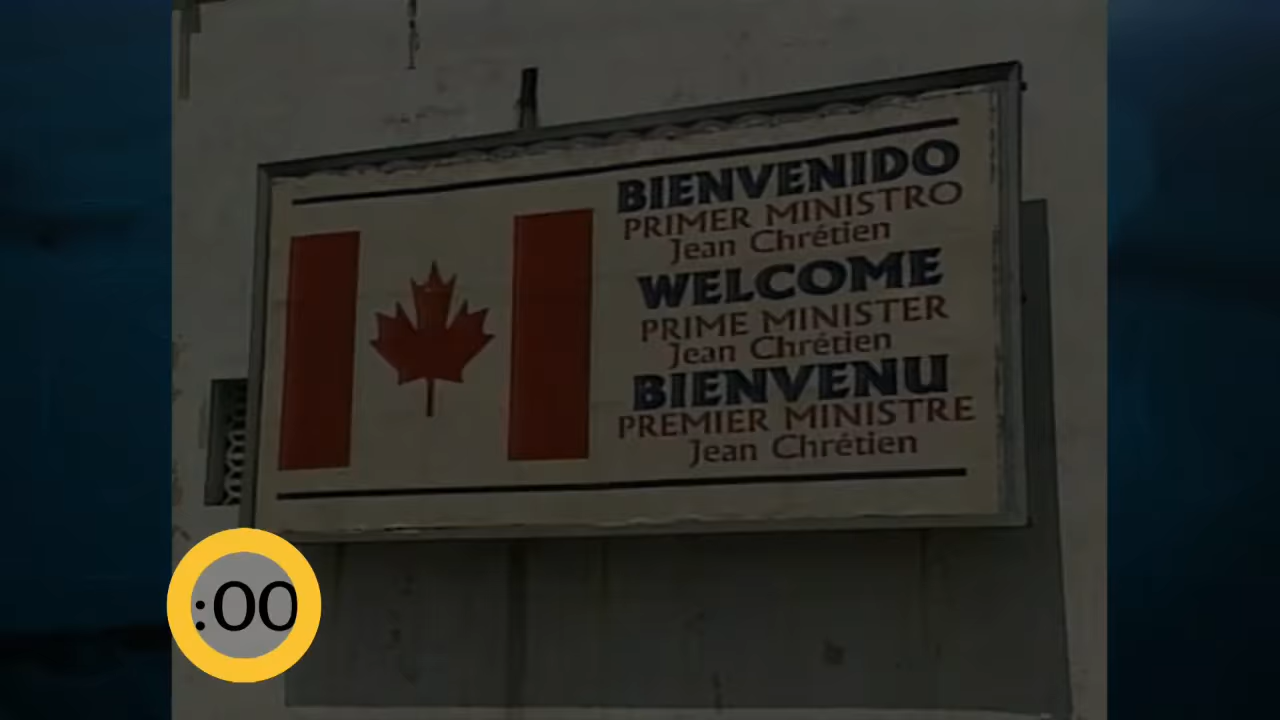 BIENVENIDO
PRIMER MINISTRO
Jean Chrétien
WELCOME
PRIME MINISTER
Jean Chrétien
BIENVENU
PREMIER MINISTRE
Jean Chrétien
:00